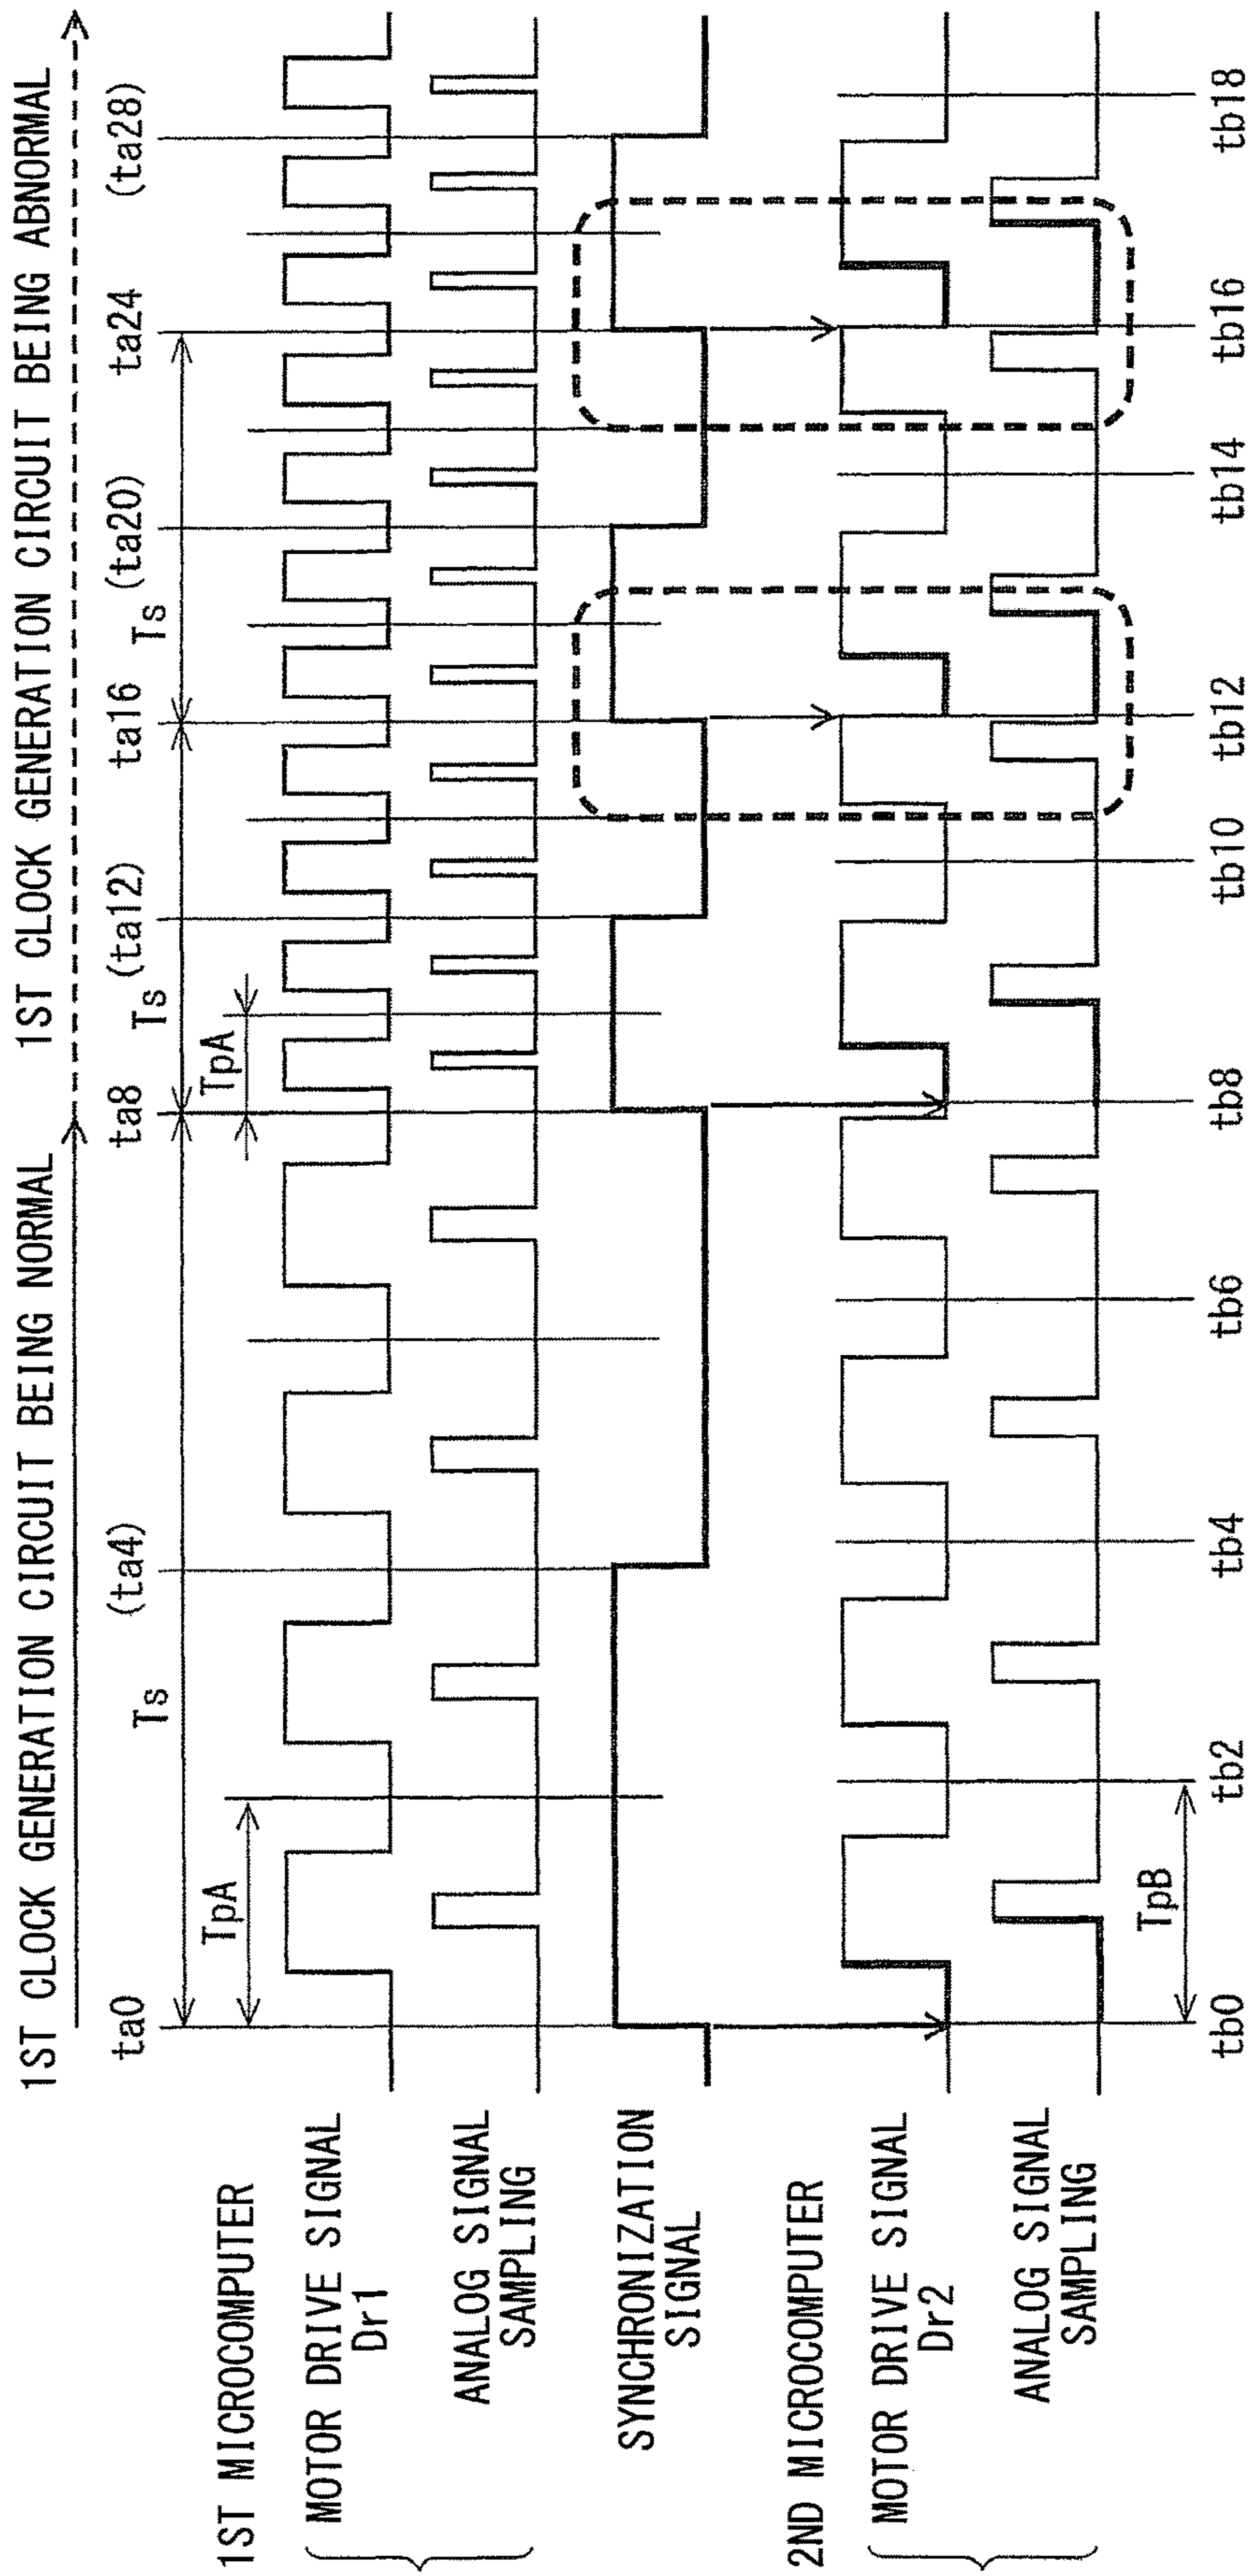 1ST CLOCK GENERATION CIRCUIT BEING NORMAL
1ST CLOCK GENERATION CIRCUIT BEING ABNORMAL
ta0
(ta4)
ta8
(ta12)
ta16
(ta20)
ta24
(ta28)
Ts
Ts
Ts
TpA
TpA
1ST MICROCOMPUTER
MOTOR DRIVE SIGNAL
Dr1
ANALOG SIGNAL
SAMPLING
SYNCHRONIZATION
SIGNAL
2ND MICROCOMPUTER
MOTOR DRIVE SIGNAL
Dr2
ANALOG SIGNAL
SAMPLING
TpB
tb0
tb2
tb4
tb6
tb8
tb10
tb12
tb14
tb16
tb18